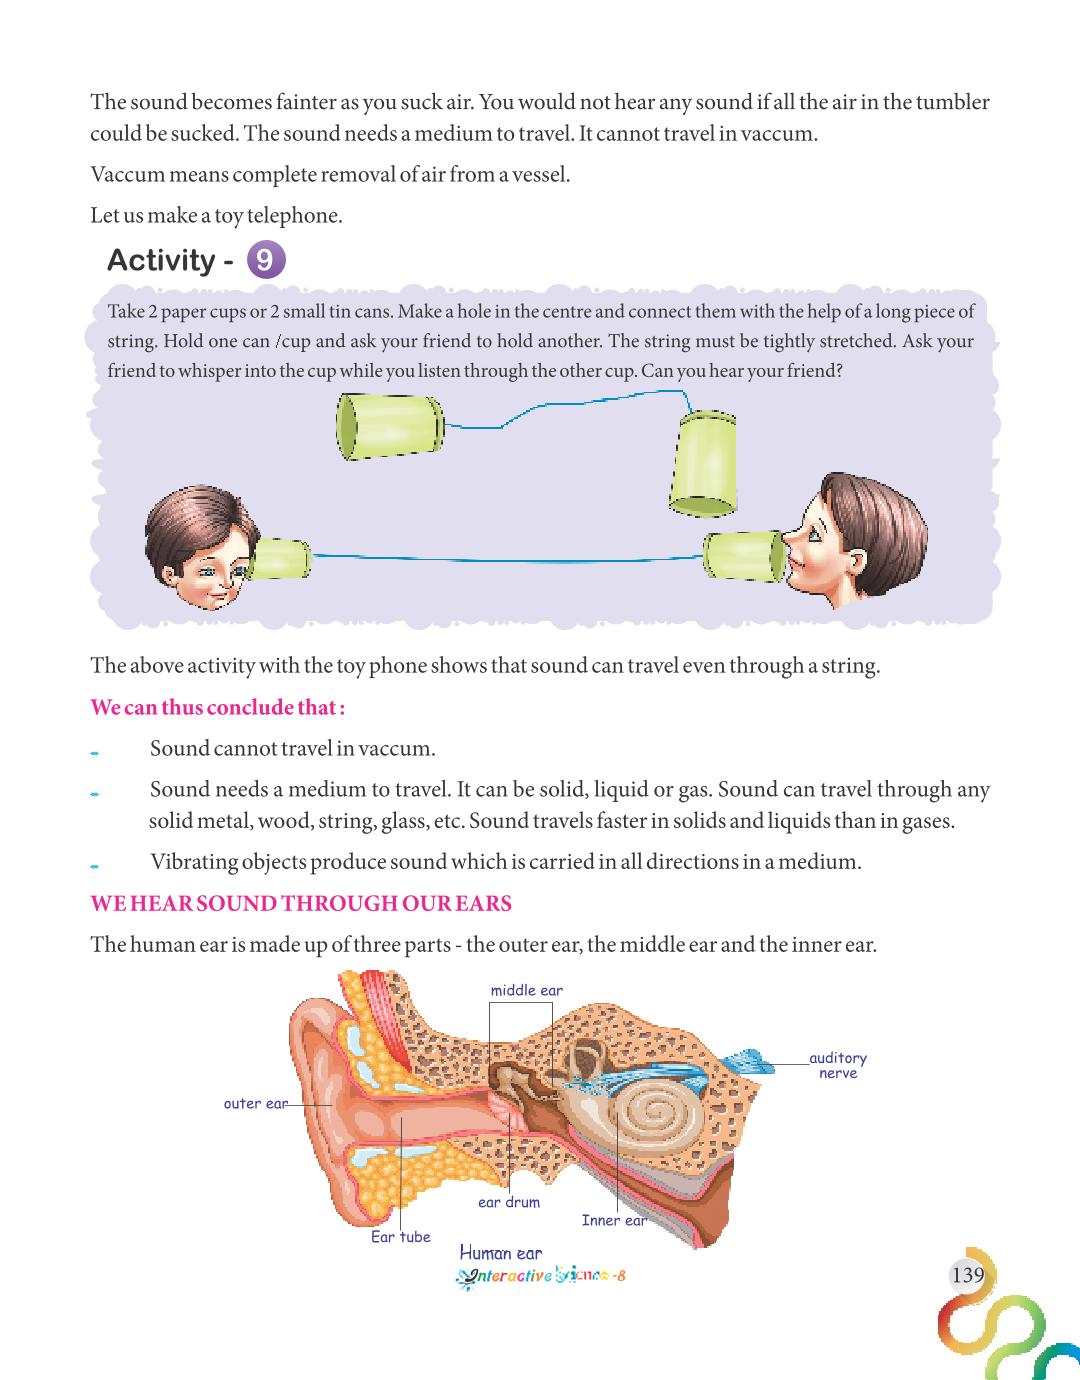 The sound becomes fainter as you suck air. You would not hear any sound if all the air in the tumbler
could be sucked. The sound needs a medium to travel. It cannot travel in vaccum.
Vaccum means complete removal of air from a vessel.
Let us make a toy telephone.
Activity - 9
Take 2 paper cups or 2 small tin cans. Make a hole in the centre and connect them with the help of a long piece of
string. Hold one can /cup and ask your friend to hold another. The string must be tightly stretched. Ask your
friend to whisper into the cup while you listen through the other cup. Can you hear your friend?
The above activity with the toy phone shows that sound can travel even through a string.
We can thus conclude that :
Sound cannot travel in vaccum.
Sound needs a medium to travel. It can be solid, liquid or gas. Sound can travel through any
solid metal, wood, string, glass, etc. Sound travels faster in solids and liquids than in gases.
Vibrating objects produce sound which is carried in all directions in a medium.
WE HEAR SOUND THROUGH OUR EARS
The human ear is made up of three parts - the outer ear, the middle ear and the inner ear.
middle ear
auditory
nerve
outer ear
ear drum
Inner ear
Ear tube
Human ear
Interactive Science -8
139